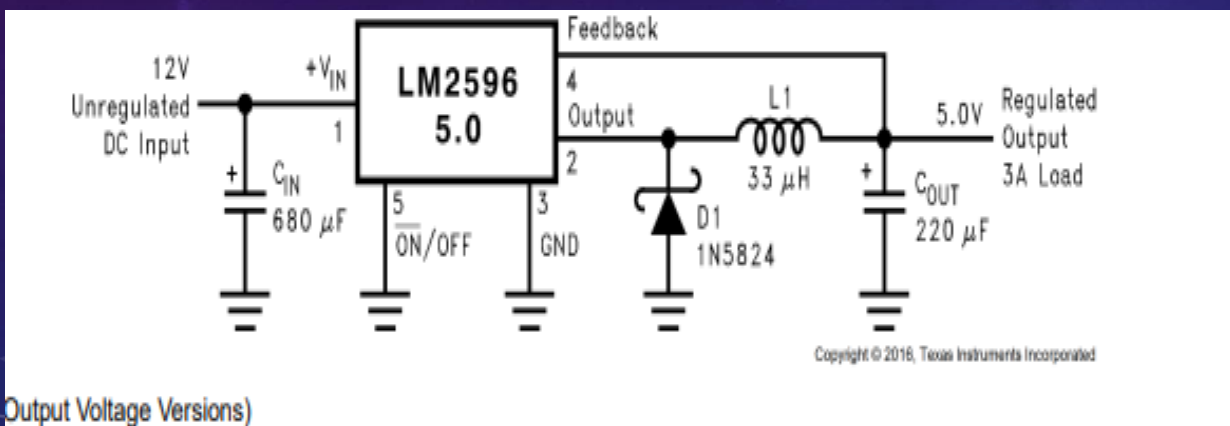 Feedback
12V
Unregulated
DC Input
+VIN
1
LM2596
5.0
4
Output
2
L1
33 μH
5.0V
Regulated
Output
3A Load
+
CIN
680 μF
5
ON/OFF
3
GND
D1
1N5824
+
COUT
220 μF
Copyright © 2016, Texas Instruments Incorporated
Output Voltage Versions)